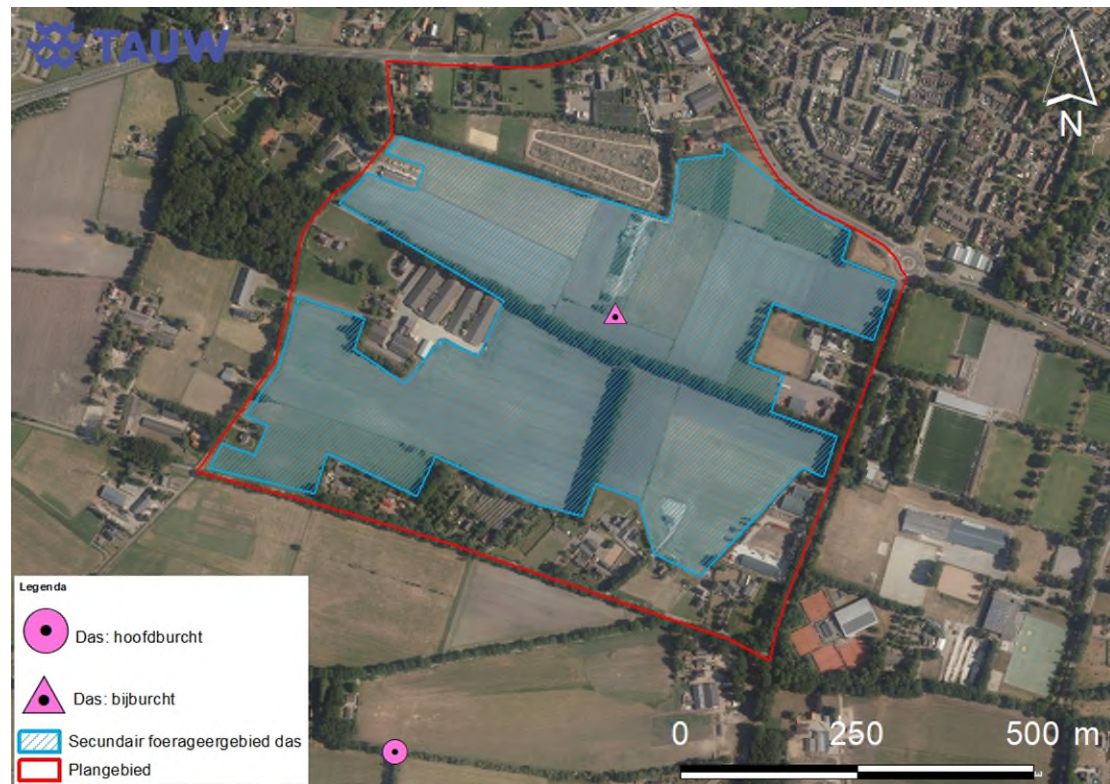 TAUW
N
Legenda
Das: hoofdburcht
Das: bijburcht
Secundair foerageergebied das
Plangebied
0 250 500 m